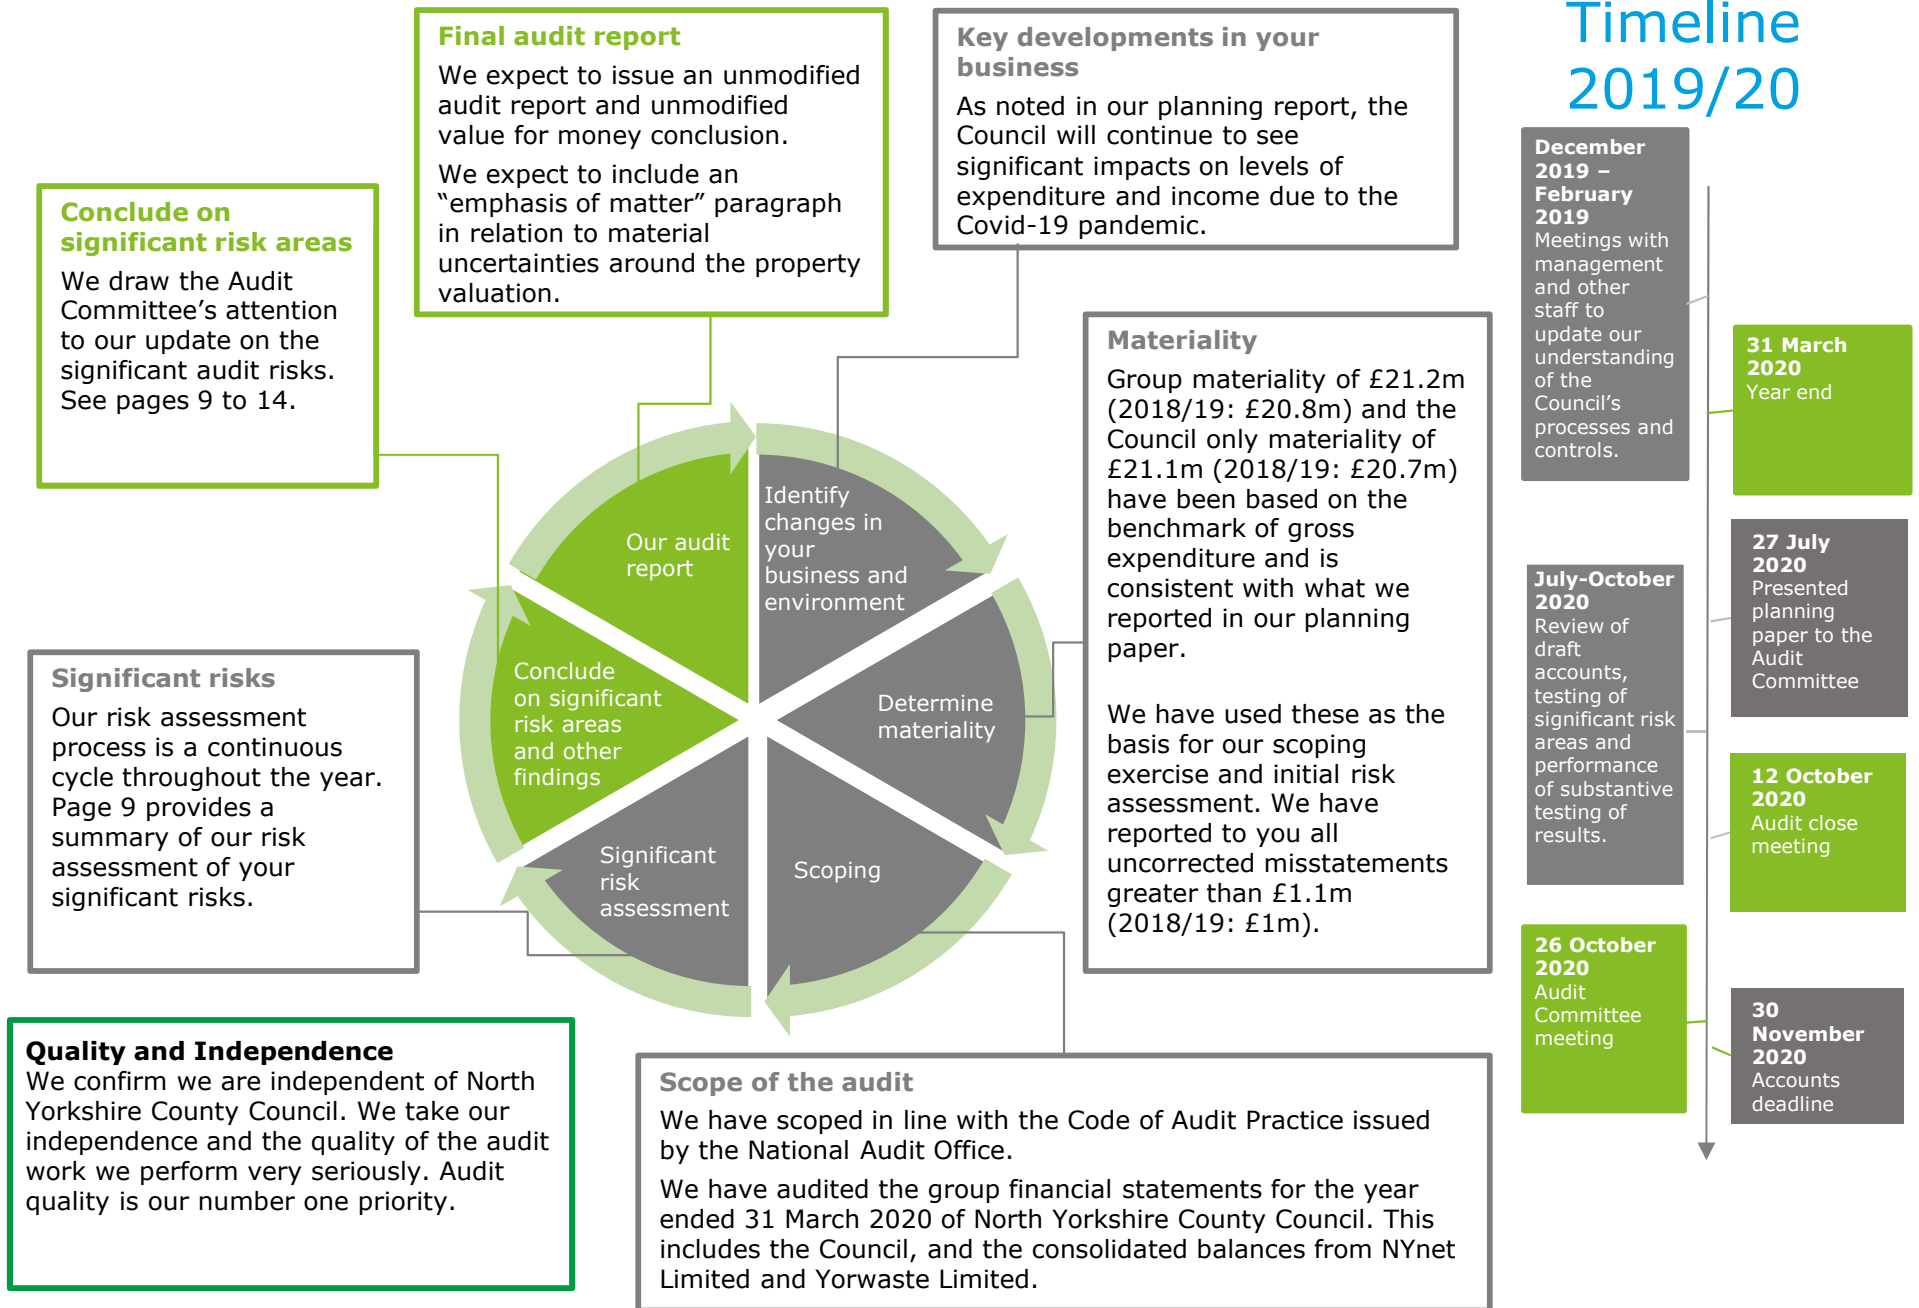 Final audit report
We expect to issue an unmodified
audit report and unmodified
value for money conclusion.
We expect to include an
“emphasis of matter” paragraph
in relation to material
uncertainties around the property
valuation.
Key developments in your
business
As noted in our planning report, the
Council will continue to see
significant impacts on levels of
expenditure and income due to the
Covid-19 pandemic.
Timeline
2019/20
Conclude on
significant risk areas
We draw the Audit
Committee’s attention
to our update on the
significant audit risks.
See pages 9 to 14.
Materiality
Group materiality of £21.2m
(2018/19: £20.8m) and the
Council only materiality of
£21.1m (2018/19: £20.7m)
have been based on the
benchmark of gross
expenditure and is
consistent with what we
reported in our planning
paper.
We have used these as the
basis for our scoping
exercise and initial risk
assessment. We have
reported to you all
uncorrected misstatements
greater than £1.1m
(2018/19: £1m).
Our audit
report
Identify
changes in
your
business and
environment
Determine
materiality
Scoping
Significant
risk
assessment
Conclude
on significant
risk areas
and other
findings
Significant risks
Our risk assessment
process is a continuous
cycle throughout the year.
Page 9 provides a
summary of our risk
assessment of your
significant risks.
Quality and Independence
We confirm we are independent of North
Yorkshire County Council. We take our
independence and the quality of the audit
work we perform very seriously. Audit
quality is our number one priority.
Scope of the audit
We have scoped in line with the Code of Audit Practice issued
by the National Audit Office.
We have audited the group financial statements for the year
ended 31 March 2020 of North Yorkshire County Council. This
includes the Council, and the consolidated balances from NYnet
Limited and Yorwaste Limited.
December
2019 –
February
2019
Meetings with
management
and other
staff to
update our
understanding
of the
Council’s
processes and
controls.
31 March
2020
Year end
27 July
2020
Presented
planning
paper to the
Audit
Committee
July-October
2020
Review of
draft
accounts,
testing of
significant risk
areas and
performance
of substantive
testing of
results.
12 October
2020
Audit close
meeting
26 October
2020
Audit
Committee
meeting
30
November
2020
Accounts
deadline